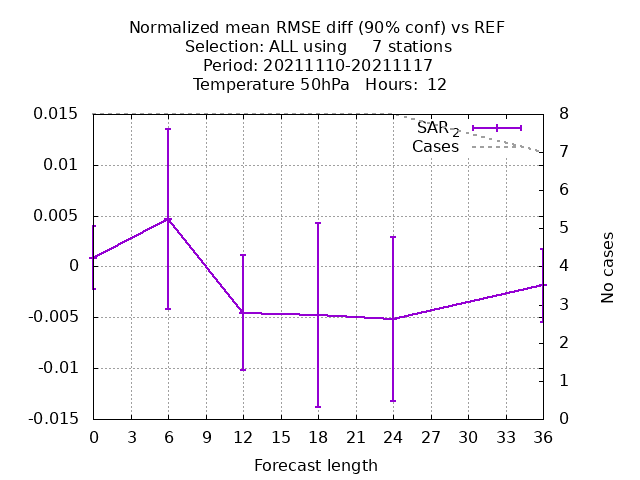 Normalized mean RMSE diff (90% conf) vs REF
Selection: ALL using     7 stations
Period: 20211110-20211117
Temperature 50hPa   Hours:  12
0.015
0.01
0.005
0
-0.005
-0.01
-0.015
8
7
6
5
4
3
2
1
0
SAR_2
Cases
No cases
0 3 6 9 12 15 18 21 24 27 30 33 36
Forecast length